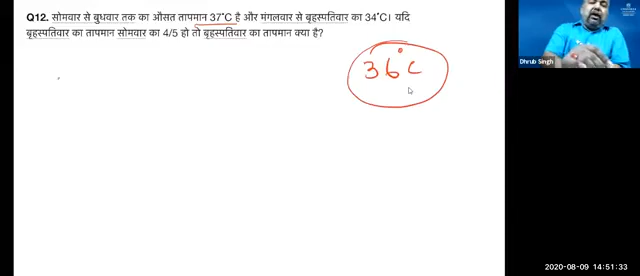 Q12. सोमवार से बुधवार तक का औसत तापमान 37°C है और मंगलवार से बृहस्पतिवार का 34°C। यदि
बृहस्पतिवार का तापमान सोमवार का 4/5 हो तो बृहस्पतिवार का तापमान क्या है?
36°C
Dhrub Singh
2020-08-09 14:51:33